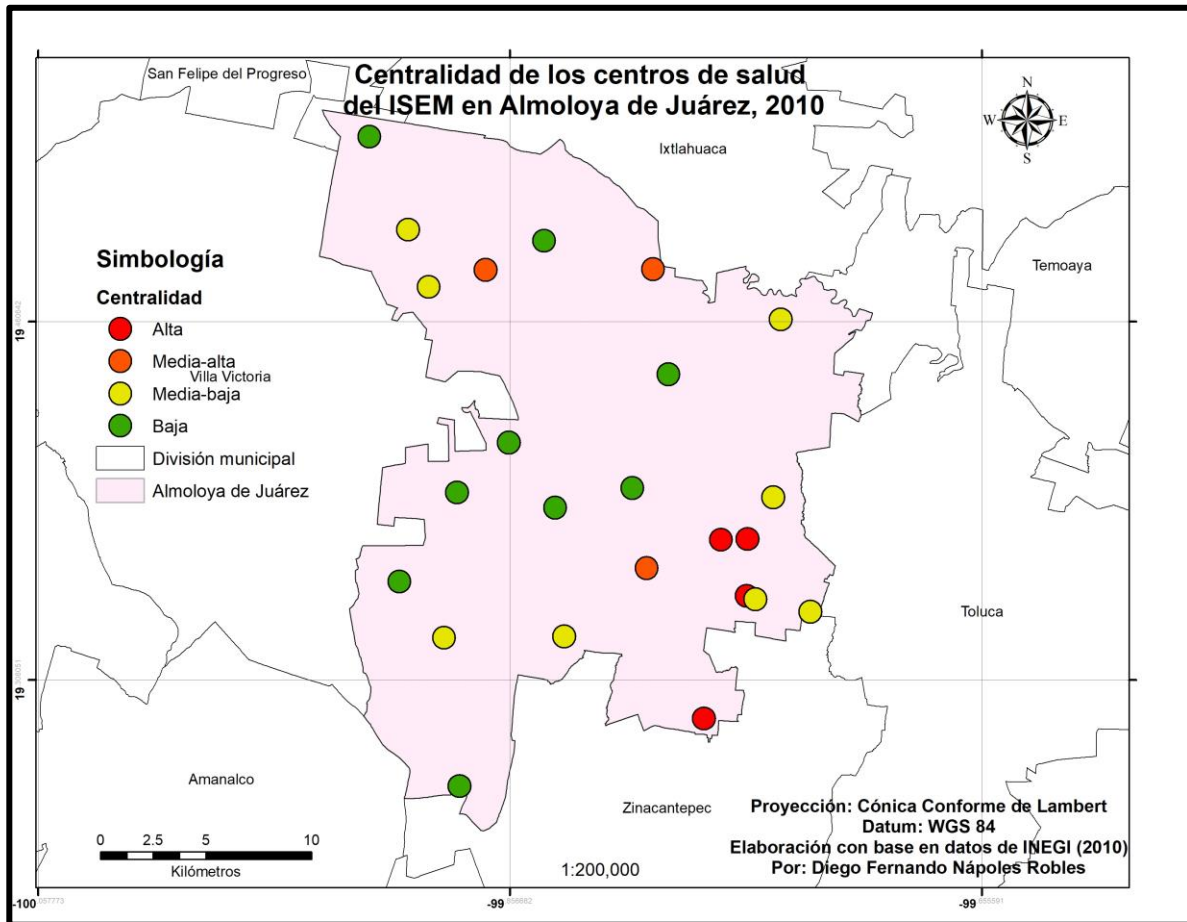 Centralidad de los centros de salud
del ISEM en Almoloya de Juárez, 2010
San Felipe del Progreso
Ixtlahuaca
N
W E
S
Temoaya
Simbología
Centralidad
Alta
Media-alta
Villa Victoria
Media-baja
Baja
División municipal
Almoloya de Juárez
Toluca
Amanalco
Zinacantepec
Proyección: Cónica Conforme de Lambert
Datum: WGS 84
Elaboración con base en datos de INEGI (2010)
Por: Diego Fernando Nápoles Robles
0 2.5 5 10
Kilómetros
1:200,000
19
19
-100
-99
-99